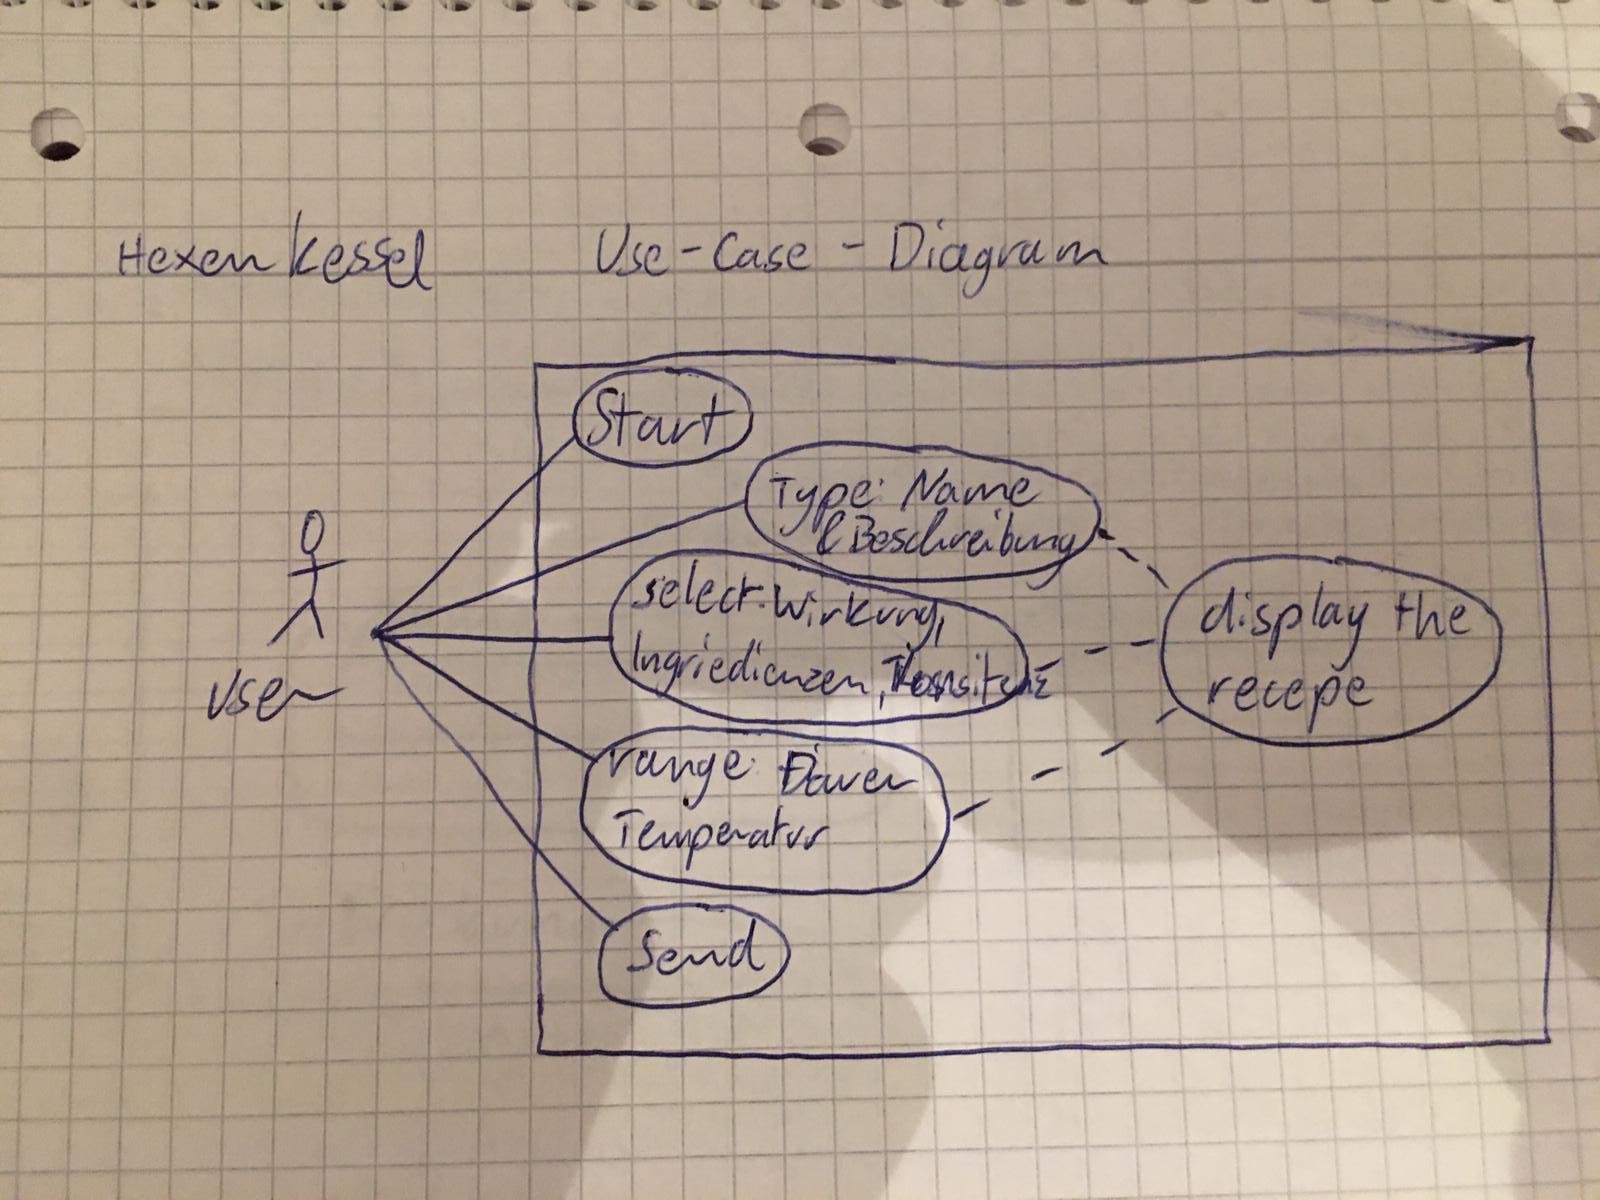 Hexenkessel
Use-Case-Diagram
Start
Type: Name
& Beschreibung
select: Wirkung,
Ingriedienzen,
display the
recepe
User
range: Dauer
Temperatur
Send